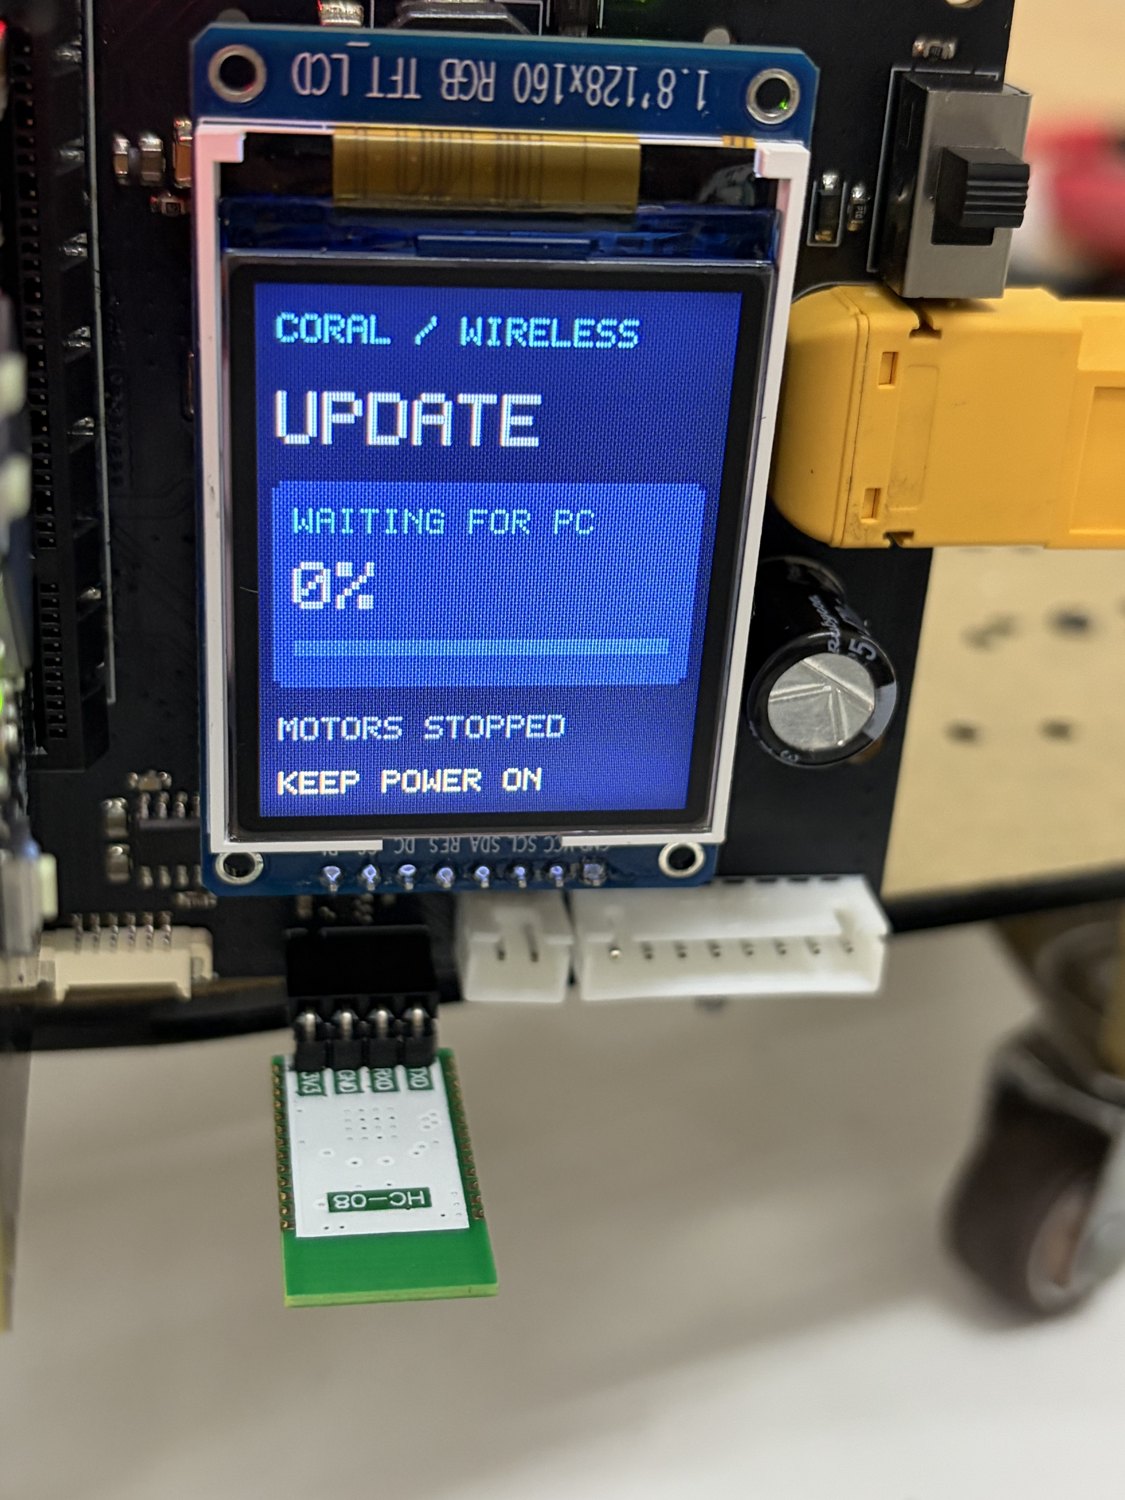 1.8'128x160 RGB TFT LCD
CORAL / WIRELESS
UPDATE
WAITING FOR PC
0%
MOTORS STOPPED
KEEP POWER ON
DC RES SDA SCL VCC GND
3V3 GND RXD TXD
HC-08